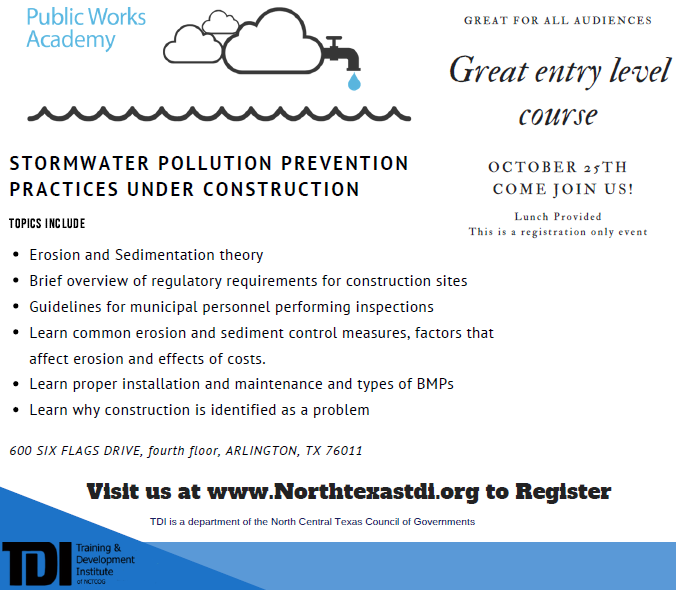 Public Works
Academy
GREAT FOR ALL AUDIENCES
Great entry level
course
OCTOBER 25TH
COME JOIN US!
Lunch Provided
This is a registration only event
STORMWATER POLLUTION PREVENTION
PRACTICES UNDER CONSTRUCTION
TOPICS INCLUDE
• Erosion and Sedimentation theory
• Brief overview of regulatory requirements for construction sites
• Guidelines for municipal personnel performing inspections
• Learn common erosion and sediment control measures, factors that
affect erosion and effects of costs.
• Learn proper installation and maintenance and types of BMPs
• Learn why construction is identified as a problem
600 SIX FLAGS DRIVE, fourth floor, ARLINGTON, TX 76011
Visit us at www.Northtexastdi.org to Register
TDI is a department of the North Central Texas Council of Governments
TDI
Training &
Development
Institute
of NCTCOG